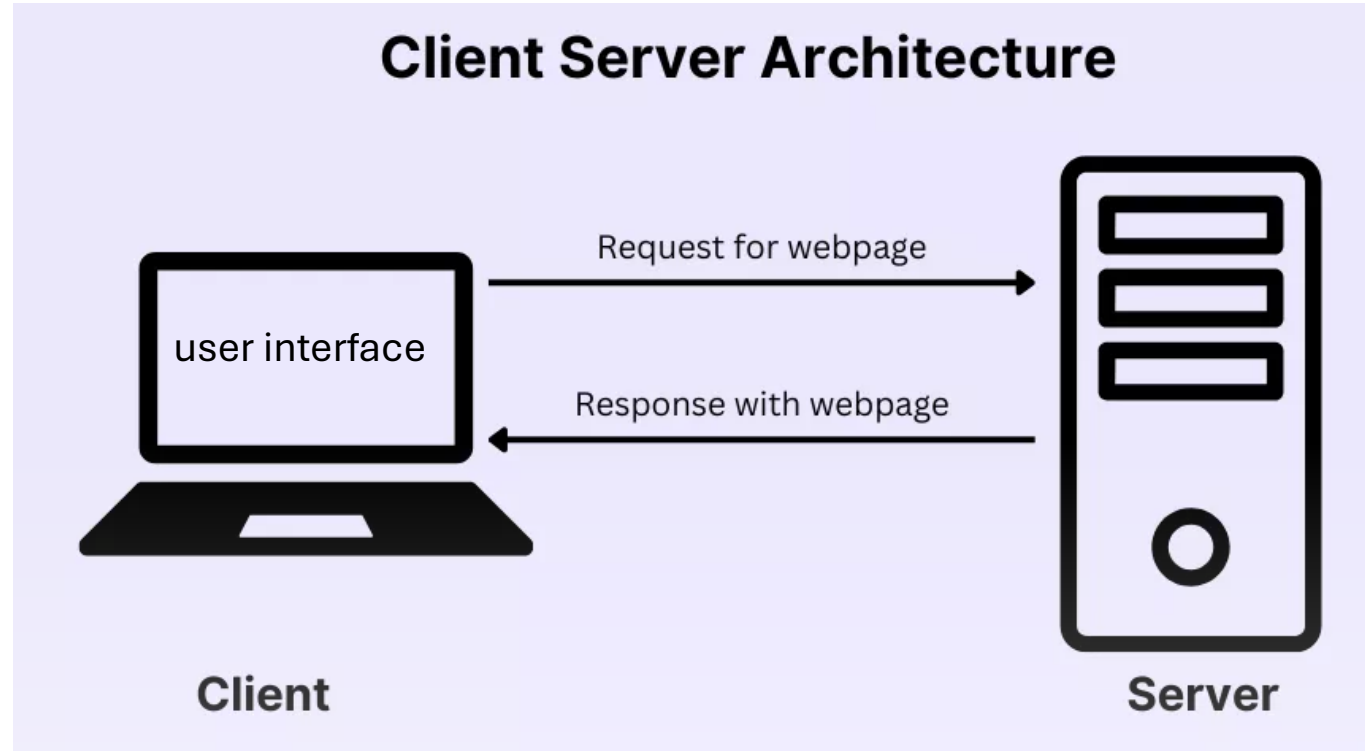 Client Server Architecture
Request for webpage
user interface
Response with webpage
Client
Server